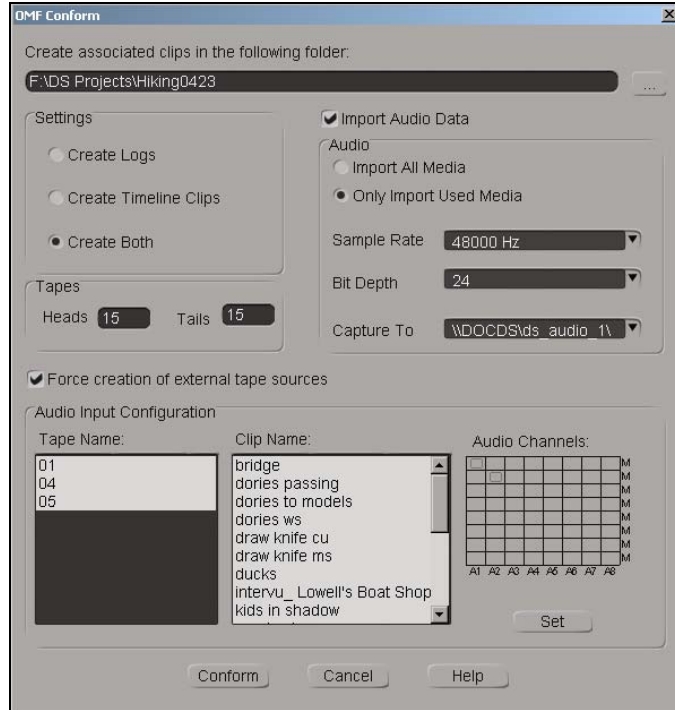 OMF Conform
Create associated clips in the following folder:
F:\DS Projects\Hiking0423
...
Settings
Create Logs
Create Timeline Clips
Create Both
Import Audio Data
Audio
Import All Media
Only Import Used Media
Sample Rate 48000 Hz
Bit Depth 24
Capture To \\DOCDS\ds_audio_1\
Tapes
Heads 15 Tails 15
Force creation of external tape sources
Audio Input Configuration
Tape Name:
01
04
05
Clip Name:
bridge
dories passing
dories to models
dories ws
draw knife cu
draw knife ms
ducks
intervu_ Lowell's Boat Shop
kids in shadow
Audio Channels:
M
M
M
M
M
M
M
M
A1 A2 A3 A4 A5 A6 A7 A8
Set
Conform Cancel Help